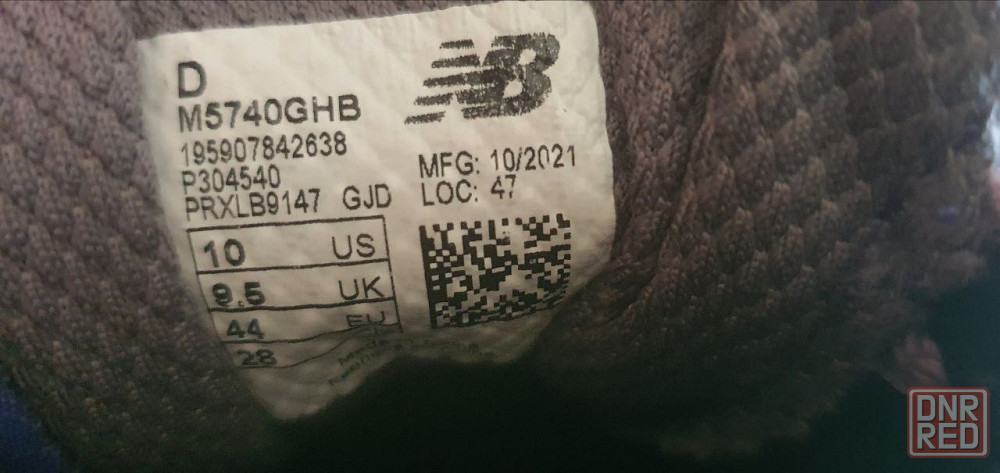 D
M5740GHB
195907842638
P304540
PRXLB9147 GJD
10 US
9.5 UK
44 EU
28
NB
MFG: 10/2021
LOC: 47
DNR
RED